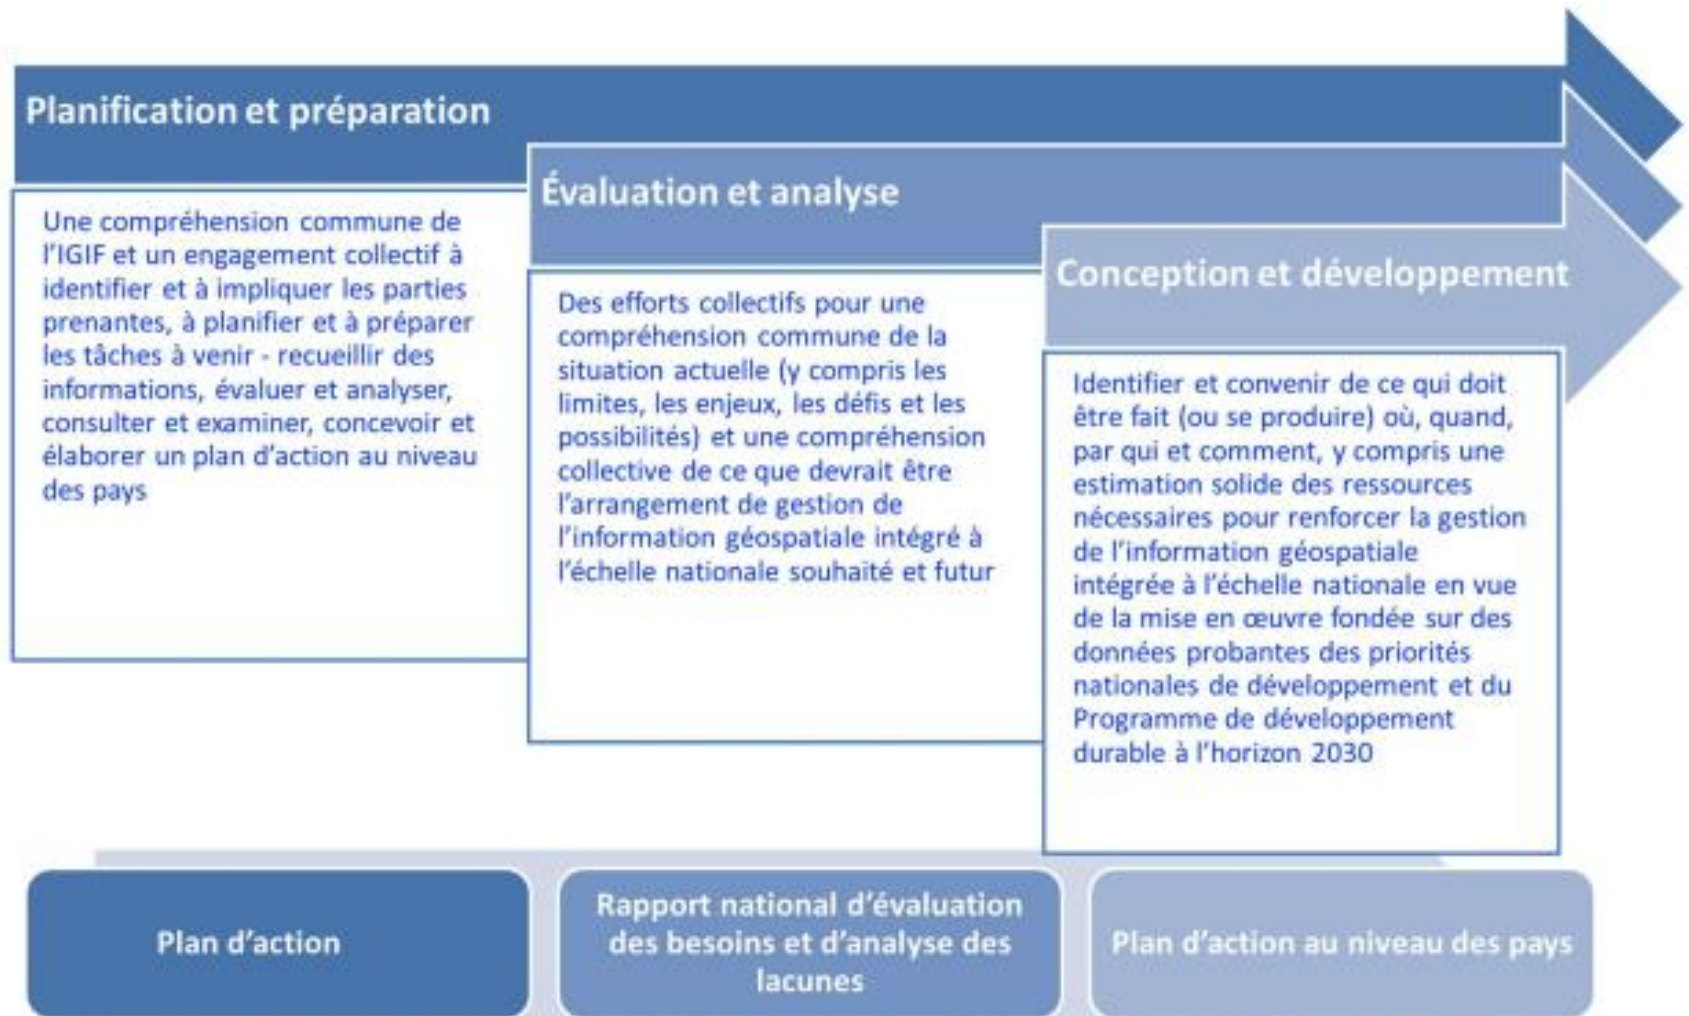 Planification et préparation
Une compréhension commune de
l'IGIF et un engagement collectif à
identifier et à impliquer les parties
prenantes, à planifier et à préparer
les tâches à venir - recueillir des
informations, évaluer et analyser,
consulter et examiner, concevoir et
élaborer un plan d'action au niveau
des pays
Évaluation et analyse
Des efforts collectifs pour une
compréhension commune de la
situation actuelle (y compris les
limites, les enjeux, les défis et les
possibilités) et une compréhension
collective de ce que devrait être
l'arrangement de gestion de
l'information géospatiale intégré à
l'échelle nationale souhaité et futur
Conception et développement
Identifier et convenir de ce qui doit
être fait (ou se produire) où, quand,
par qui et comment, y compris une
estimation solide des ressources
nécessaires pour renforcer la gestion
de l'information géospatiale
intégrée à l'échelle nationale en vue
de la mise en œuvre fondée sur des
données probantes des priorités
nationales de développement et du
Programme de développement
durable à l'horizon 2030
Plan d'action
Rapport national d'évaluation
des besoins et d'analyse des
lacunes
Plan d'action au niveau des pays